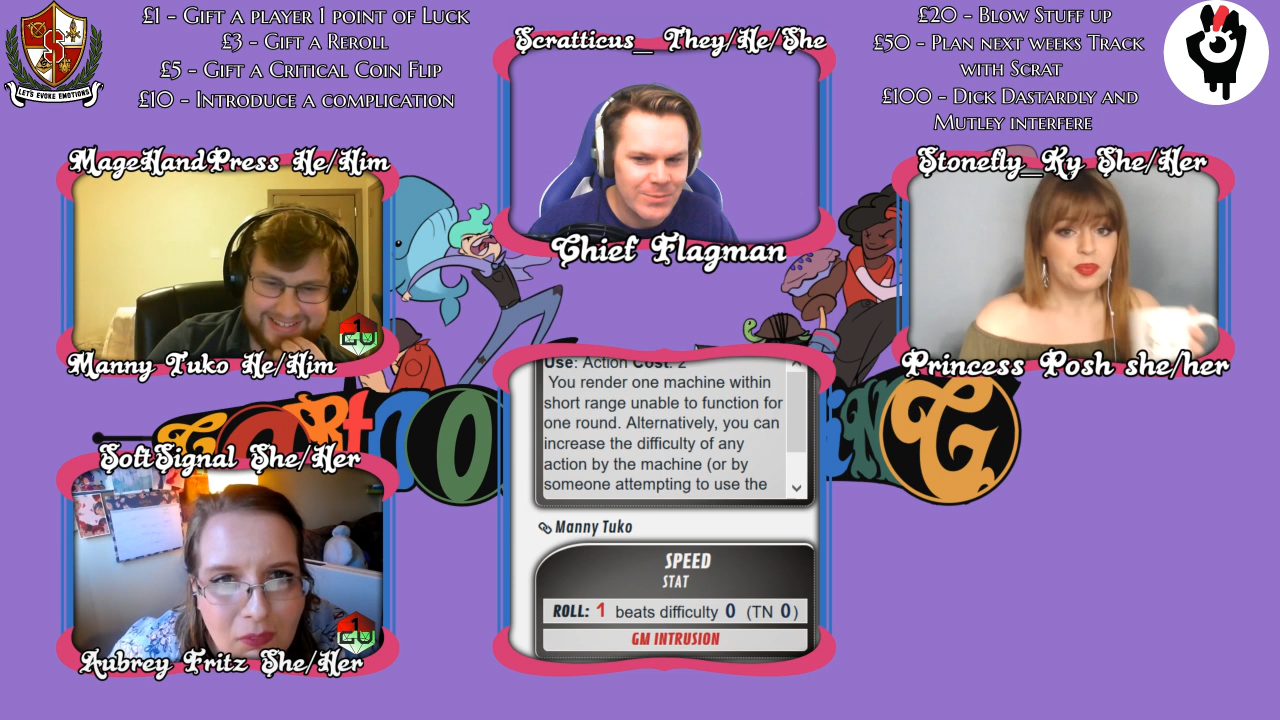 £1 - Gift a player 1 point of Luck
£3 - Gift a Reroll
£5 - Gift a Critical Coin Flip
£10 - Introduce a complication
LET'S EVOKE EMOTIONS
£20 - Blow Stuff up
£50 - Plan next weeks Track
with Scrat
£100 - Dick Dastardly and
Mutley interfere
Scratticus_ They/He/She
Chief Flagman
MageHandPress He/Him
Manny Tuko He/Him
1
Stonefly_Ky She/Her
Princess Posh she/her
SoftSignal She/Her
Aubrey Fritz She/Her
1
Use: Action Cost: 2
You render one machine within
short range unable to function for
one round. Alternatively, you can
increase the difficulty of any
action by the machine (or by
someone attempting to use the
Manny Tuko
SPEED
STAT
ROLL: 1 beats difficulty 0 (TN 0)
GM INTRUSION